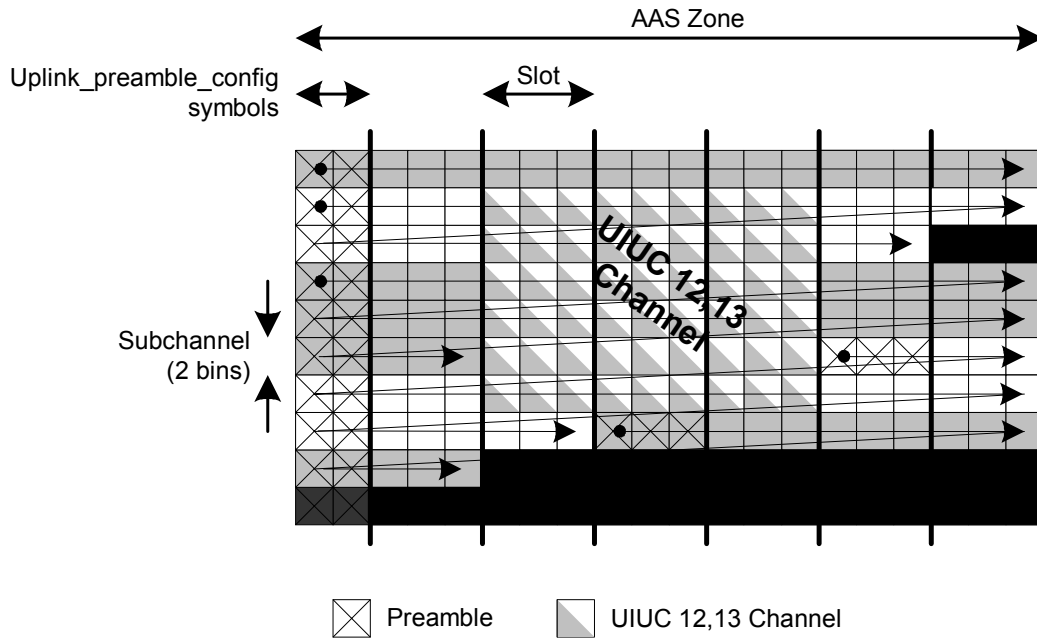 AAS Zone
Uplink_preamble_config
symbols
Slot
UIUC 12,13
Channel
Subchannel
(2 bins)
Preamble
UIUC 12,13 Channel